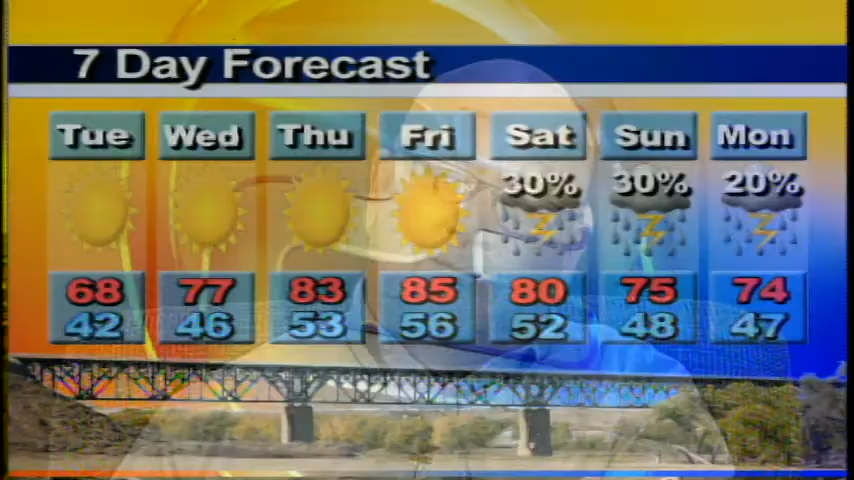 7 Day Forecast
Tue Wed Thu Fri Sat Sun Mon
30% 30% 20%
68 77 83 85 80 75 74
42 46 53 56 52 48 47